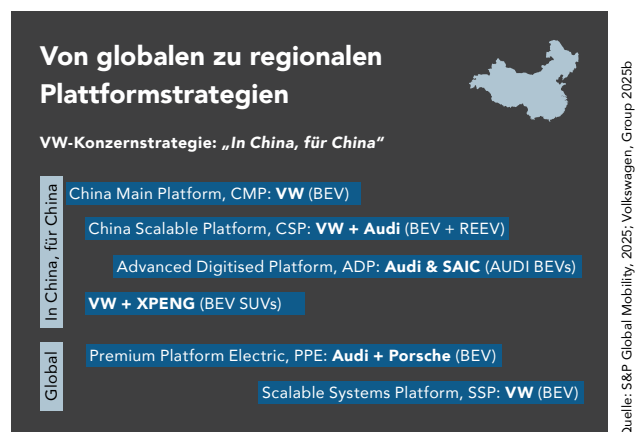 Von globalen zu regionalen
Plattformstrategien
VW-Konzernstrategie: „In China, für China“
In China, für China
China Main Platform, CMP: VW (BEV)
China Scalable Platform, CSP: VW + Audi (BEV + REEV)
Advanced Digitised Platform, ADP: Audi & SAIC (AUDI BEVs)
VW + XPENG (BEV SUVs)
Global
Premium Platform Electric, PPE: Audi + Porsche (BEV)
Scalable Systems Platform, SSP: VW (BEV)
Quelle: S&P Global Mobility, 2025; Volkswagen, Group 2025b